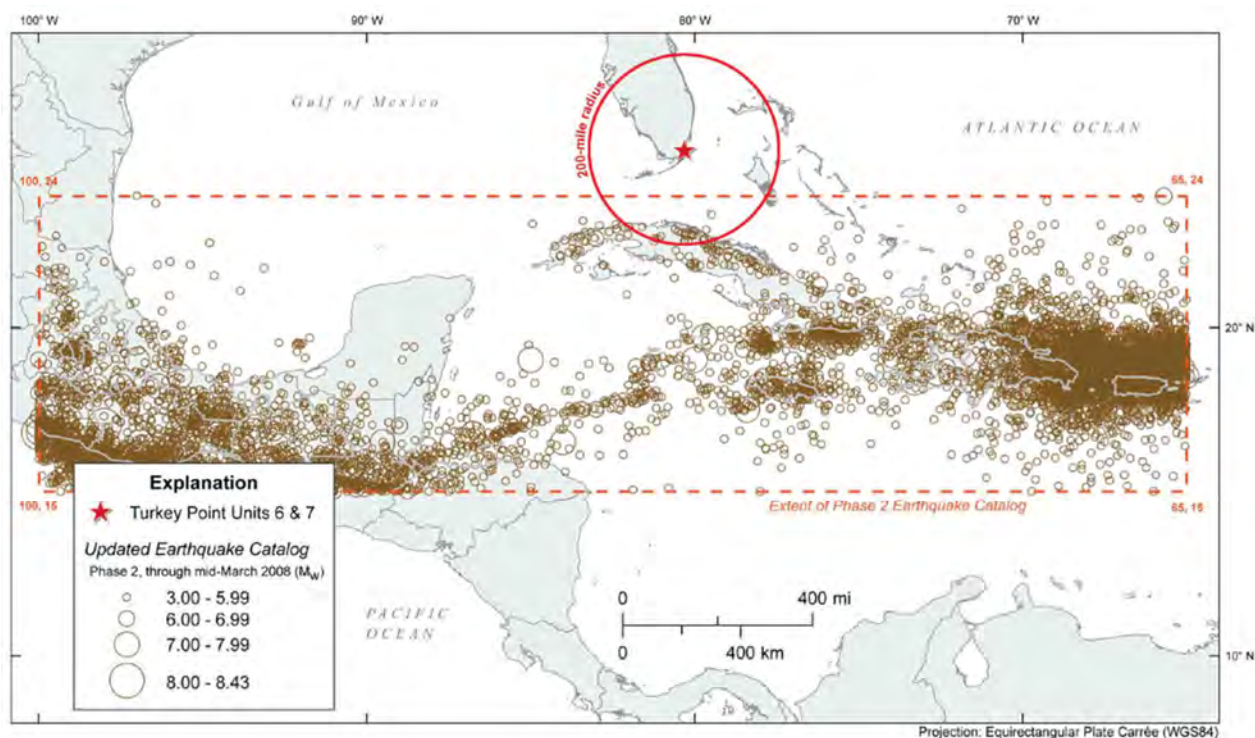 100° W
90° W
80° W
70° W
Gulf of Mexico
200-mile radius
ATLANTIC OCEAN
100, 24
65, 24
20° N
100, 15
65, 15
Extent of Phase 2 Earthquake Catalog
Explanation
Turkey Point Units 6 & 7
Updated Earthquake Catalog
Phase 2, through mid-March 2008 (MW)
3.00 - 5.99
6.00 - 6.99
7.00 - 7.99
8.00 - 8.43
PACIFIC
OCEAN
0 400 mi
0 400 km
10° N
Projection: Equirectangular Plate Carrée (WGS84)